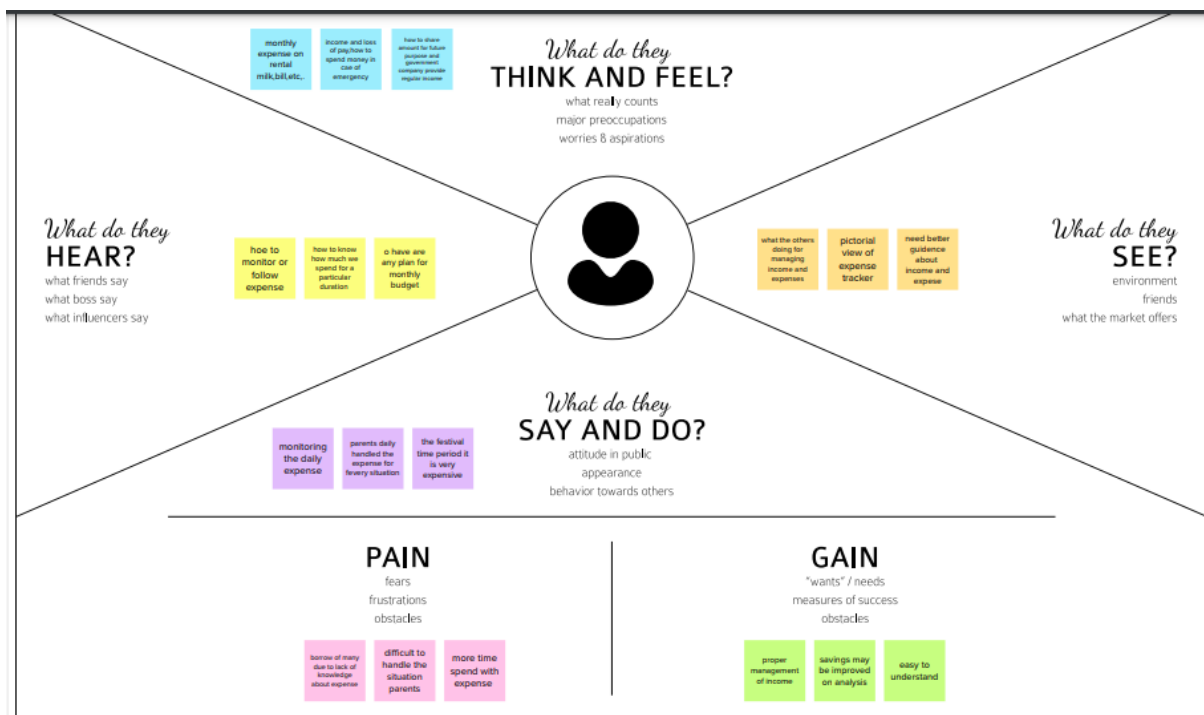 monthly
expense on
rental
milk,bill,etc,.
income and loss
of pay,how to
spend money in
cae of
emergency
how to share
amount for future
purpose and
government
company provide
regular income
What do they
THINK AND FEEL?
what really counts
major preoccupations
worries & aspirations
What do they
HEAR?
what friends say
what boss say
what influencers say
hoe to
monitor or
follow
expense
how to know
how much we
spend for a
particular
duration
o have are
any plan for
monthly
budget
what the others
doing for
managing
income and
expenses
pictorial
view of
expense
tracker
need better
guidence
about
income and
expese
What do they
SEE?
environment
friends
what the market offers
What do they
SAY AND DO?
attitude in public
appearance
behavior towards others
monitoring
the daily
expense
parents daily
handled the
expense for
fevery situation
the festival
time period it
is very
expensive
PAIN
fears
frustrations
obstacles
borrow of many
due to lack of
knowledge
about expense
difficult to
handle the
situation
parents
more time
spend with
expense
GAIN
"wants" / needs
measures of success
obstacles
proper
management
of income
savings may
be improved
on analysis
easy to
understand